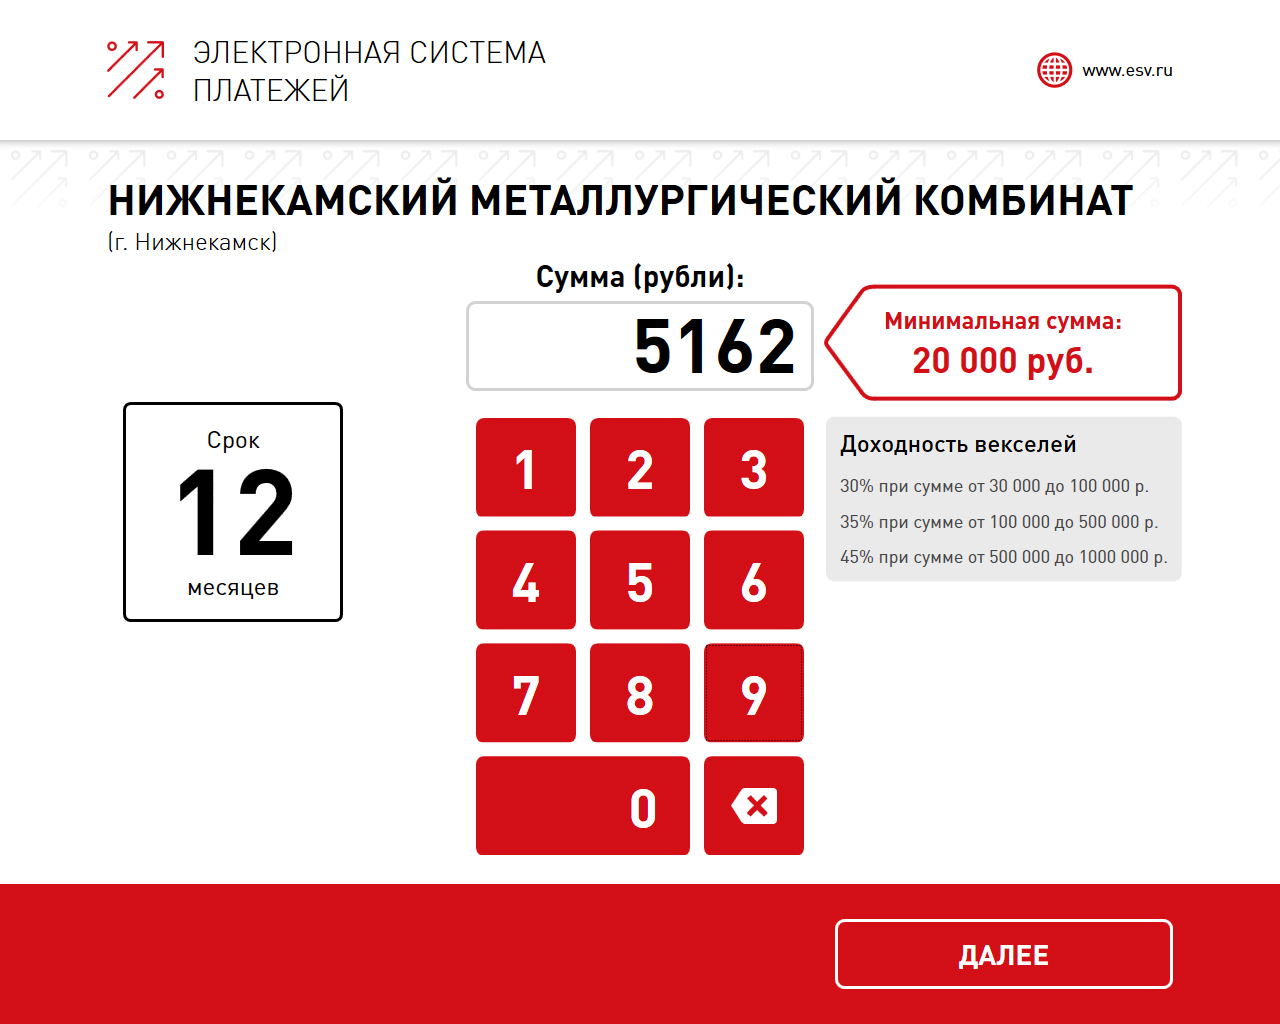 ЭЛЕКТРОННАЯ СИСТЕМА
ПЛАТЕЖЕЙ
www.esv.ru
НИЖНЕКАМСКИЙ МЕТАЛЛУРГИЧЕСКИЙ КОМБИНАТ
(г. Нижнекамск)
Сумма (рубли):
5162
Минимальная сумма:
20 000 руб.
Срок
12
месяцев
1 2 3
4 5 6
7 8 9
0
Доходность векселей
30% при сумме от 30 000 до 100 000 р.
35% при сумме от 100 000 до 500 000 р.
45% при сумме от 500 000 до 1000 000 р.
ДАЛЕЕ